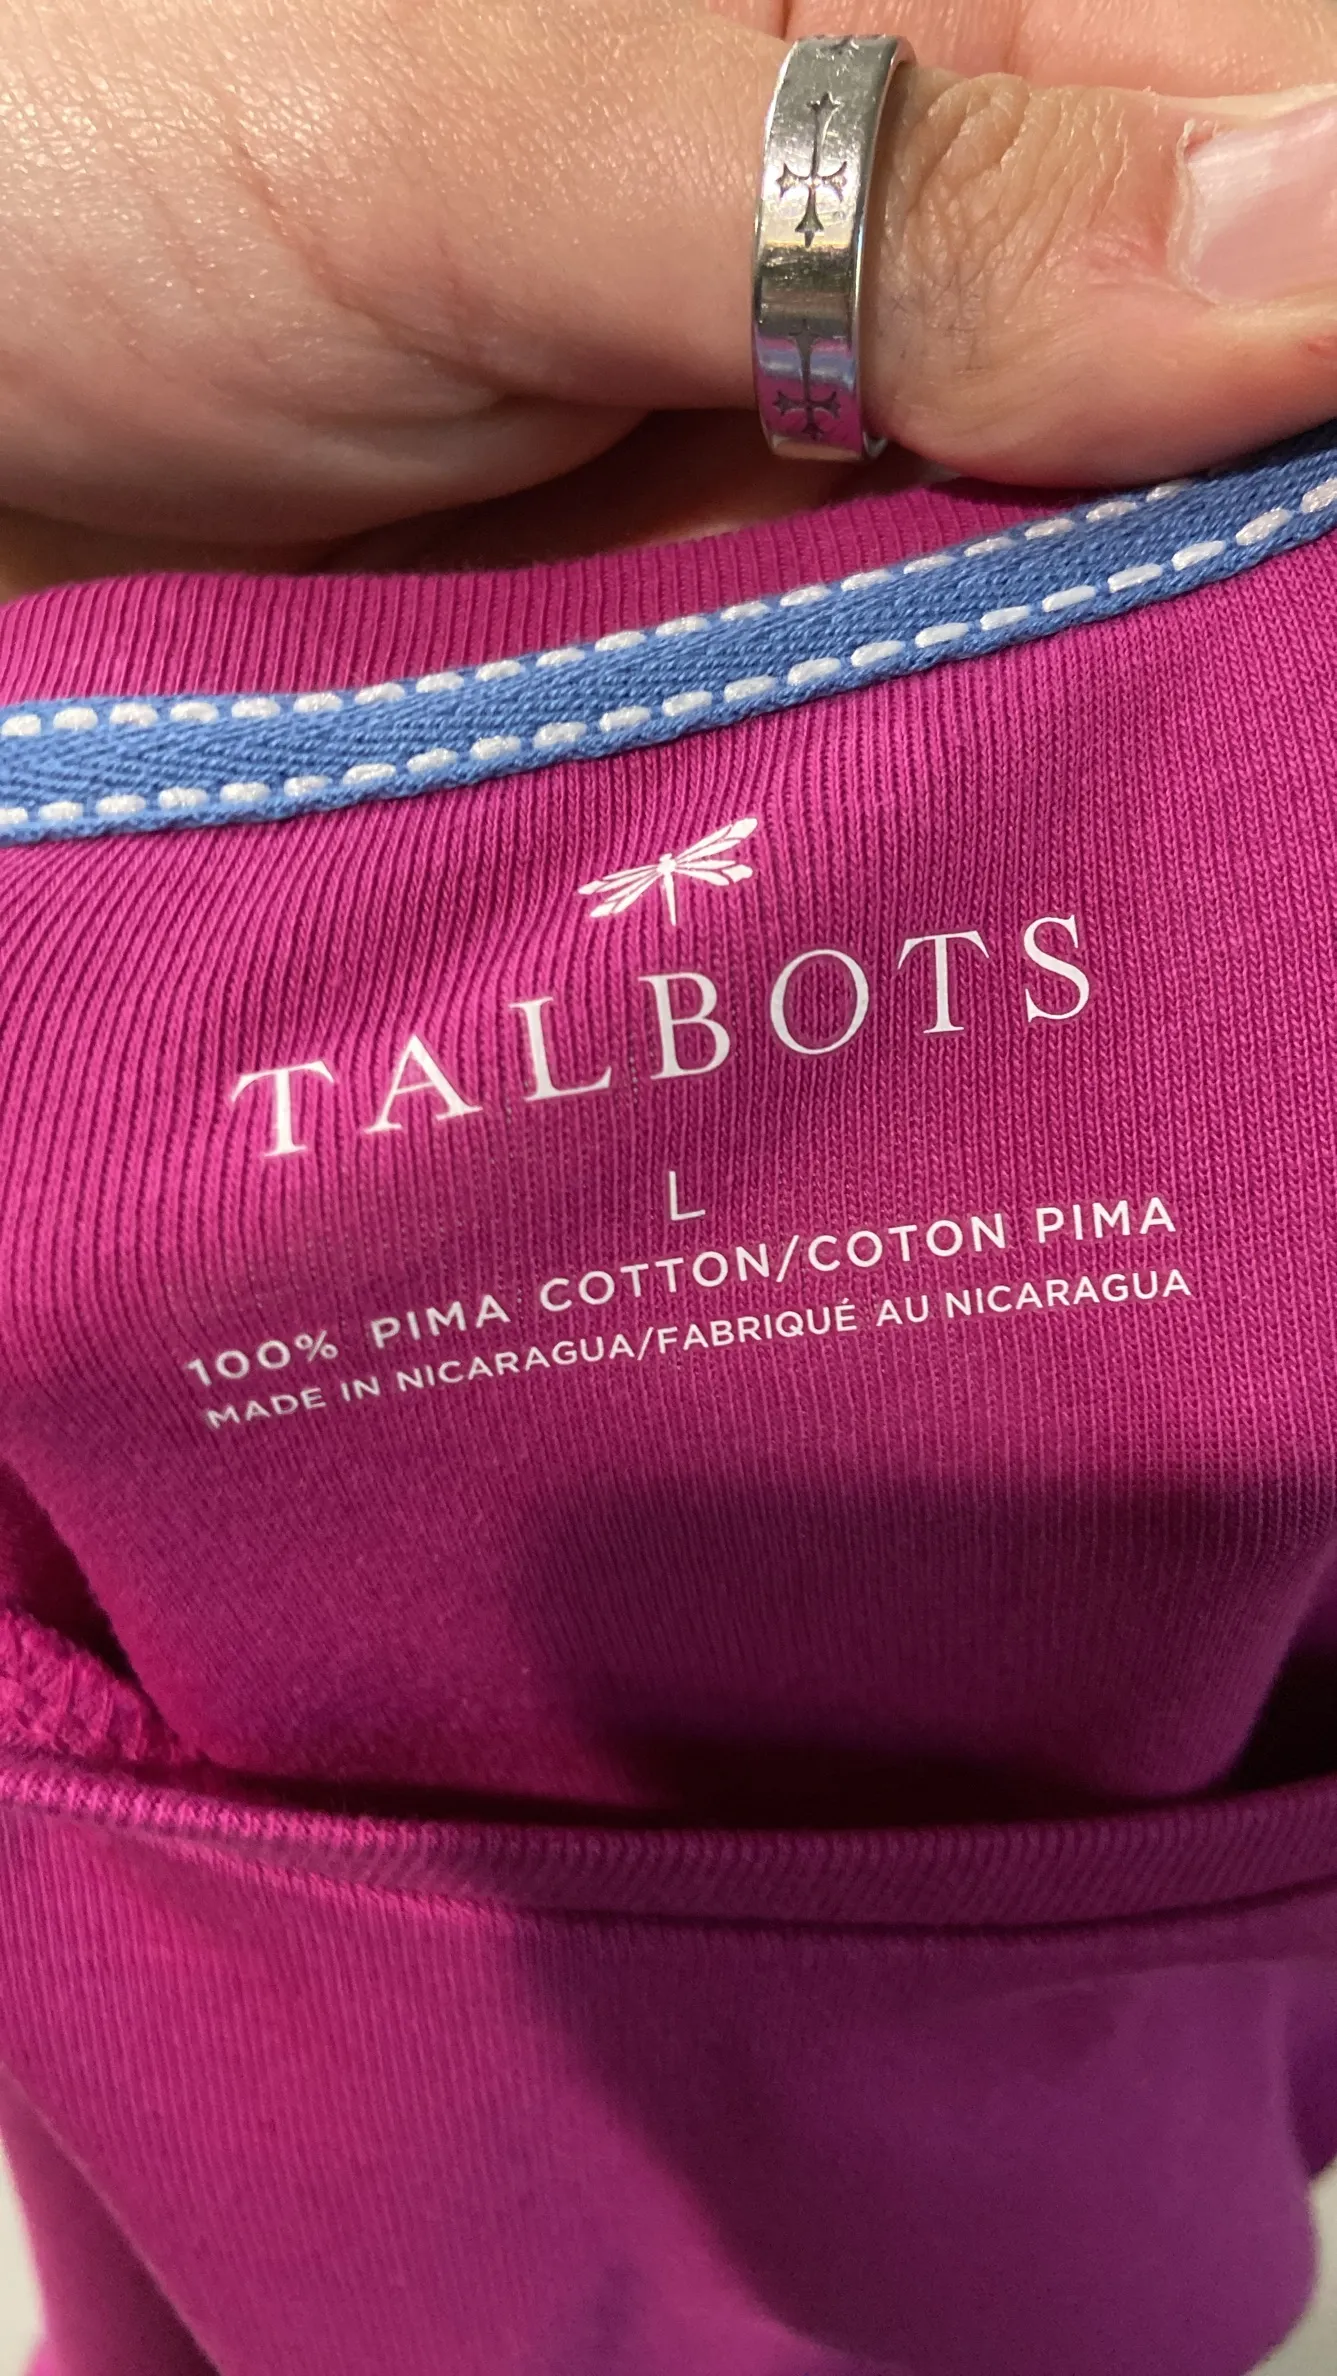 TALBOTS
L
100% PIMA COTTON/COTON PIMA
MADE IN NICARAGUA/FABRIQUÉ AU NICARAGUA